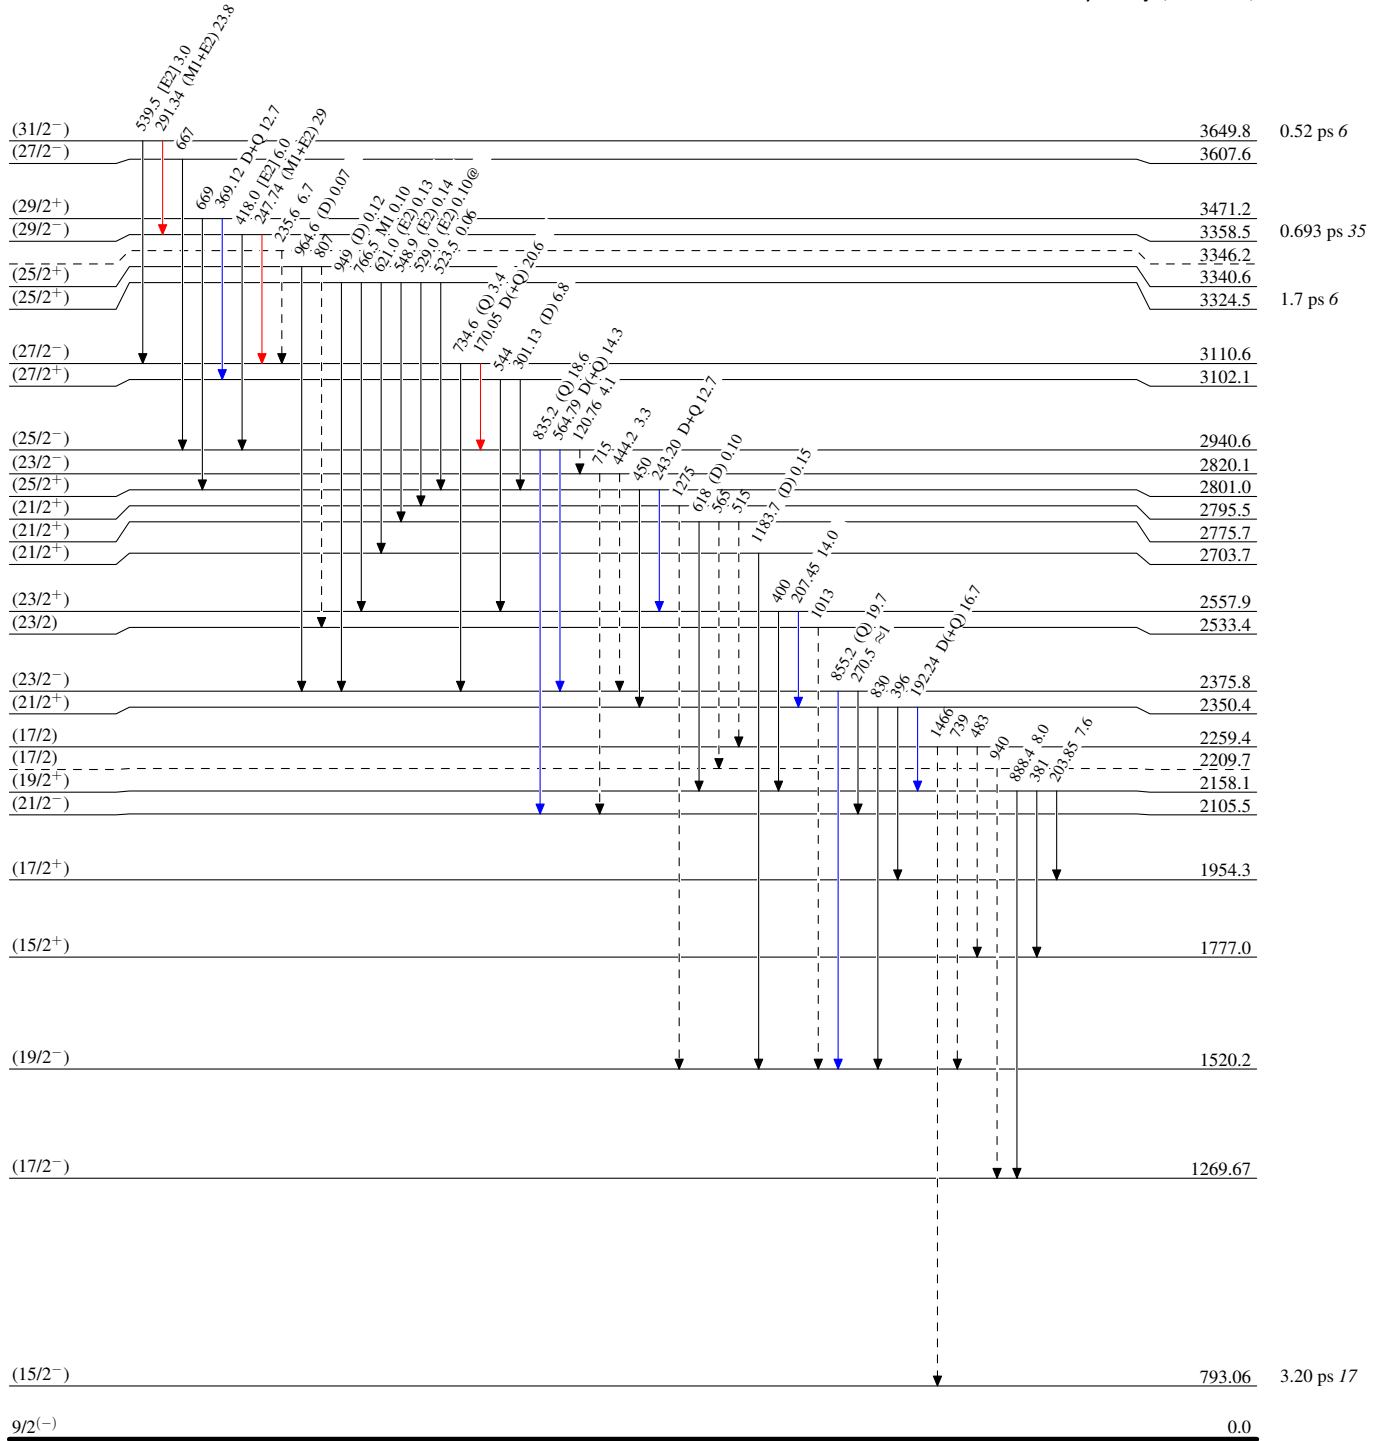 539.5 [E2] 3.0
291.34 (M1+E2) 23.8
667
669
369.12 D+Q 12.7
418.0 [E2] 6.0
247.74 (M1+E2) 29
235.6 6.7
964.6 (D) 0.07
807
949 (D) 0.12
766.5 M1 0.10
621.0 (E2) 0.13
548.9 (E2) 0.14
529.0 (E2) 0.10@
523.5 0.06
734.6 (Q) 3.4
170.05 D(+Q) 20.6
544
301.13 (D) 6.8
835.2 (Q) 18.6
564.79 D(+Q) 14.3
120.76 4.1
715
444.2 3.3
450
243.20 D+Q 12.7
1275
618 (D) 0.10
565
515
1183.7 (D) 0.15
400
207.45 14.0
1013
855.2 (Q) 19.7
270.5 ≈1
830
396
192.24 D(+Q) 16.7
1466
739
483
940
888.4 8.0
381
203.85 7.6
(31/2−) 3649.8 0.52 ps 6
(27/2−) 3607.6
(29/2+) 3471.2
(29/2−) 3358.5 0.693 ps 35
3346.2
(25/2+) 3340.6
(25/2+) 3324.5 1.7 ps 6
(27/2−) 3110.6
(27/2+) 3102.1
(25/2−) 2940.6
(23/2−) 2820.1
(25/2+) 2801.0
(21/2+) 2795.5
(21/2+) 2775.7
(21/2+) 2703.7
(23/2+) 2557.9
(23/2) 2533.4
(23/2−) 2375.8
(21/2+) 2350.4
(17/2) 2259.4
(17/2) 2209.7
(19/2+) 2158.1
(21/2−) 2105.5
(17/2+) 1954.3
(15/2+) 1777.0
(19/2−) 1520.2
(17/2−) 1269.67
(15/2−) 793.06 3.20 ps 17
9/2(−) 0.0